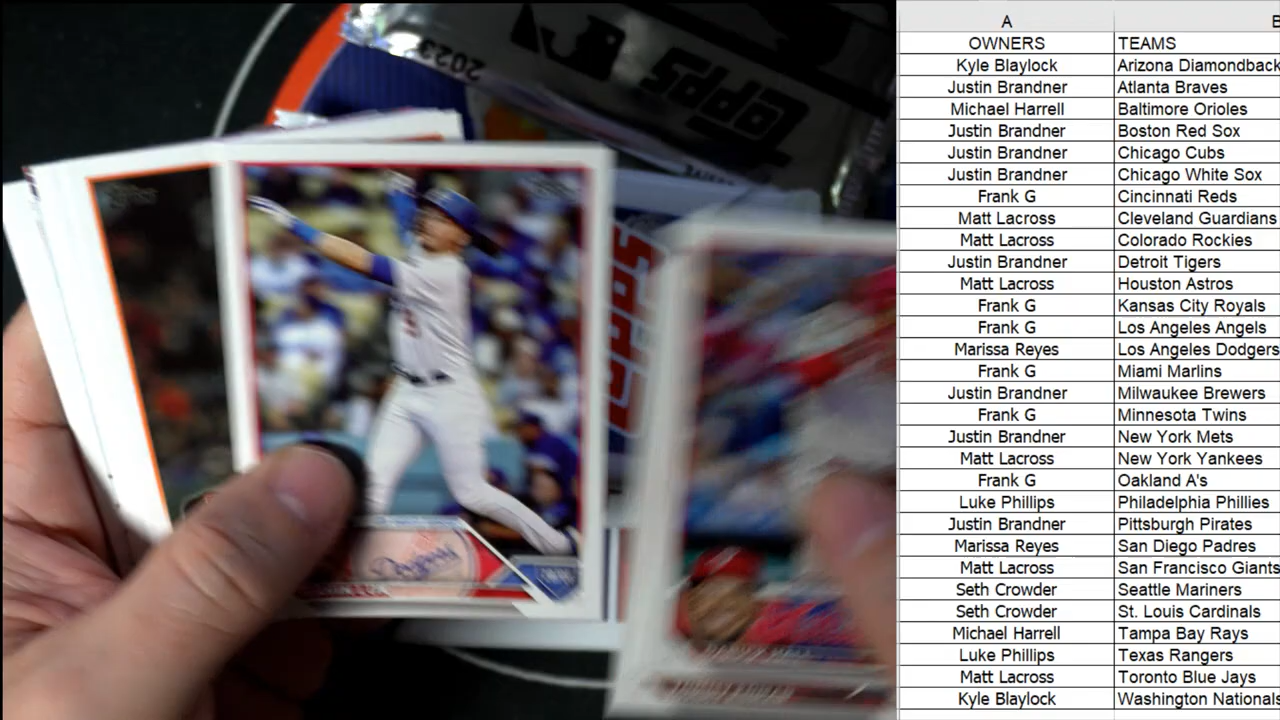 2023
Topps
Topps
Dodgers
A
B
OWNERS TEAMS
Kyle Blaylock Arizona Diamondback
Justin Brandner Atlanta Braves
Michael Harrell Baltimore Orioles
Justin Brandner Boston Red Sox
Justin Brandner Chicago Cubs
Justin Brandner Chicago White Sox
Frank G Cincinnati Reds
Matt Lacross Cleveland Guardians
Matt Lacross Colorado Rockies
Justin Brandner Detroit Tigers
Matt Lacross Houston Astros
Frank G Kansas City Royals
Frank G Los Angeles Angels
Marissa Reyes Los Angeles Dodgers
Frank G Miami Marlins
Justin Brandner Milwaukee Brewers
Frank G Minnesota Twins
Justin Brandner New York Mets
Matt Lacross New York Yankees
Frank G Oakland A's
Luke Phillips Philadelphia Phillies
Justin Brandner Pittsburgh Pirates
Marissa Reyes San Diego Padres
Matt Lacross San Francisco Giants
Seth Crowder Seattle Mariners
Seth Crowder St. Louis Cardinals
Michael Harrell Tampa Bay Rays
Luke Phillips Texas Rangers
Matt Lacross Toronto Blue Jays
Kyle Blaylock Washington Nationals